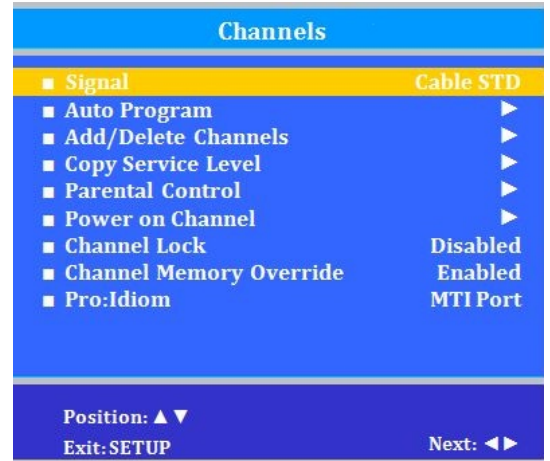 Channels
■ Signal Cable STD
■ Auto Program ▶
■ Add/Delete Channels ▶
■ Copy Service Level ▶
■ Parental Control ▶
■ Power on Channel ▶
■ Channel Lock Disabled
■ Channel Memory Override Enabled
■ Pro:Idiom MTI Port
Position: ▲▼
Exit:SETUP Next: ◀▶